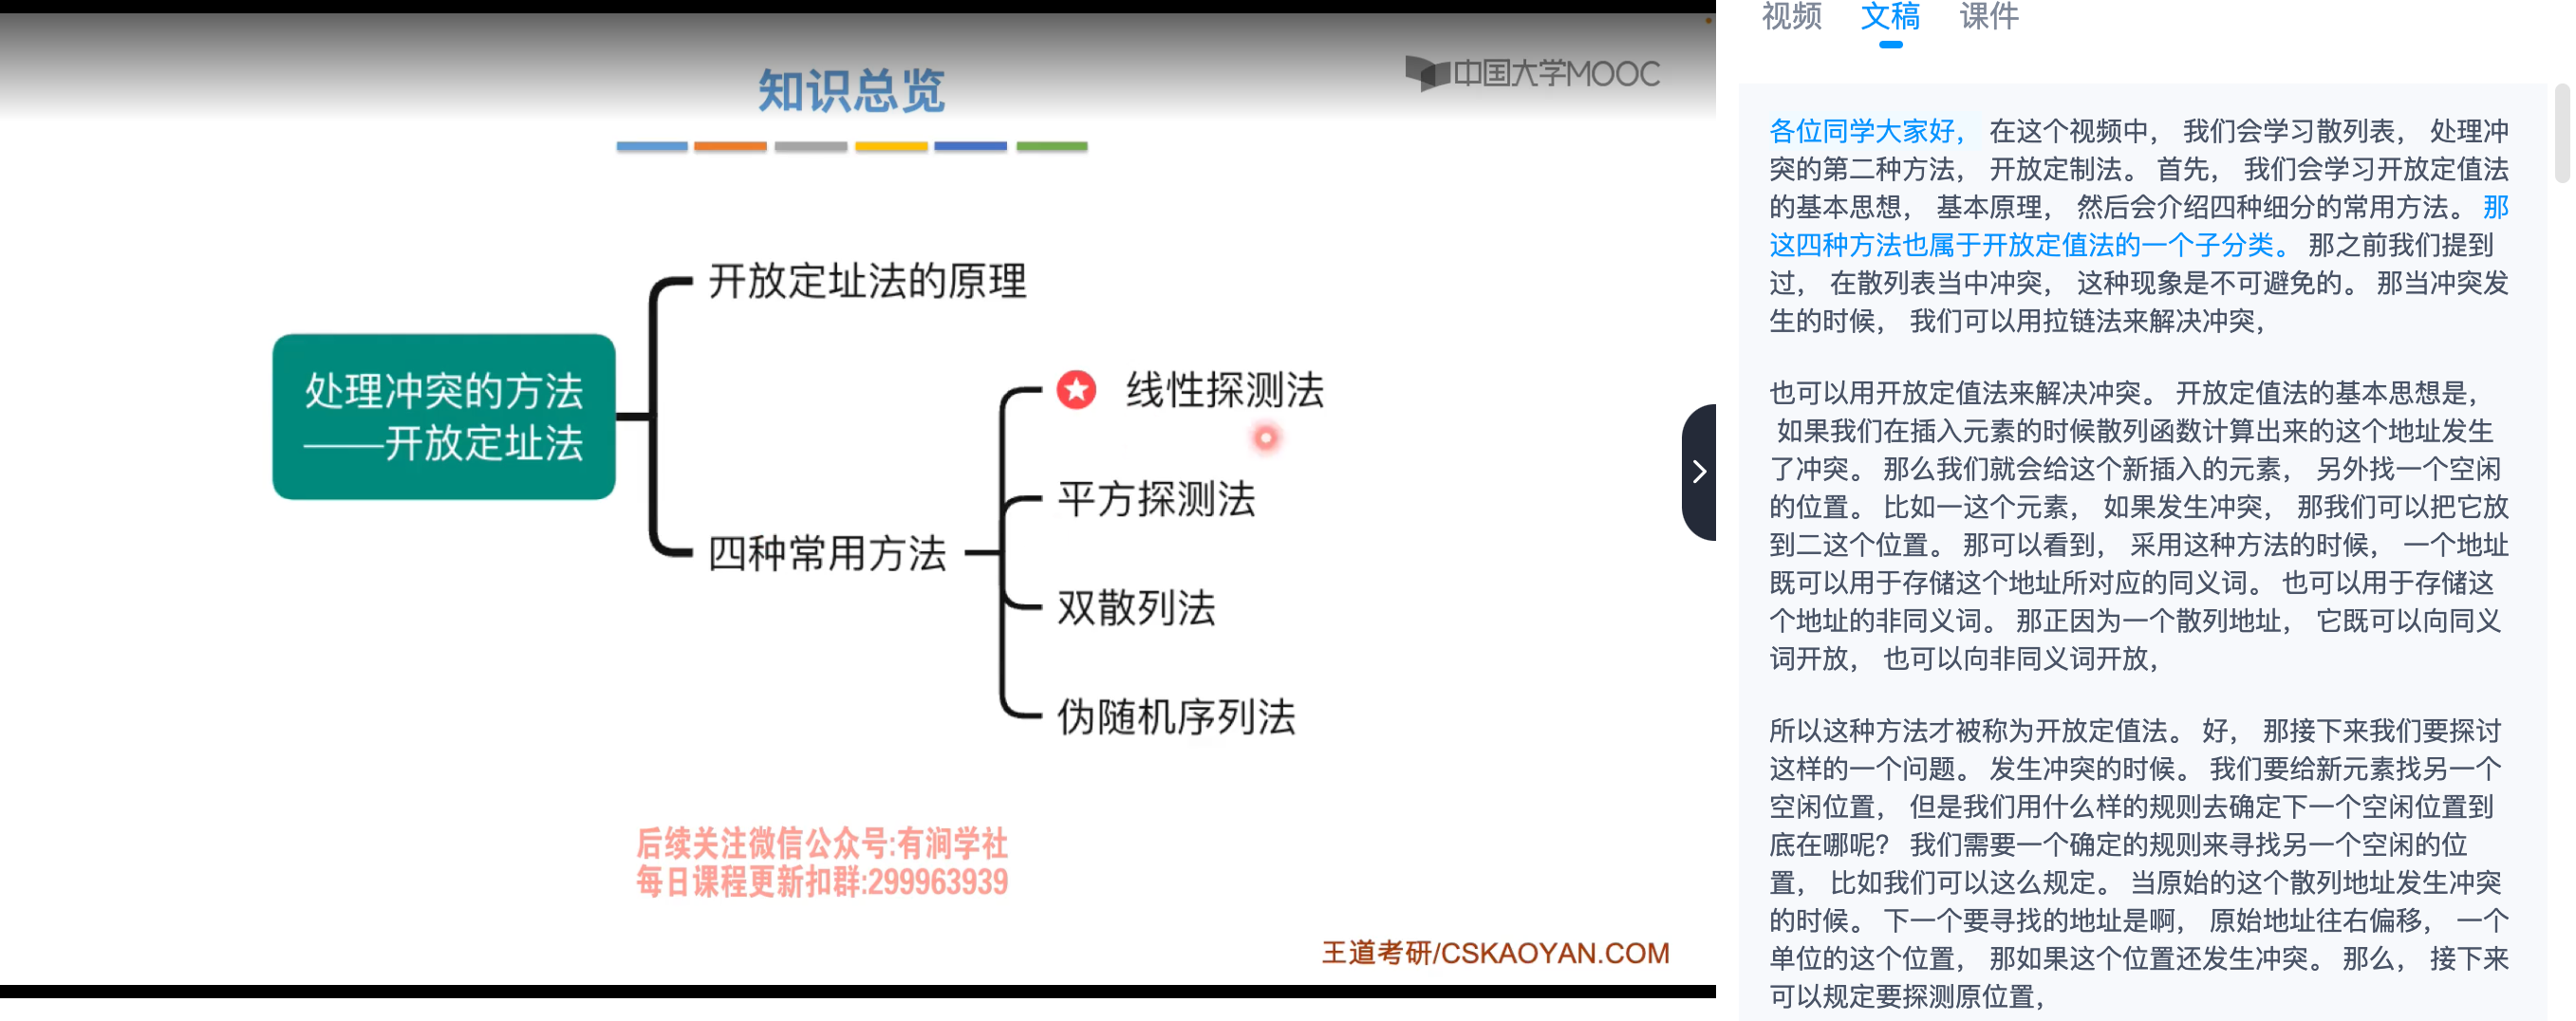 知识总览
中国大学MOOC
处理冲突的方法
——开放定址法
开放定址法的原理
四种常用方法
线性探测法
平方探测法
双散列法
伪随机序列法
后续关注微信公众号:有涧学社
每日课程更新扣群:299963939
王道考研/CSKAOYAN.COM
视频 文稿 课件
各位同学大家好， 在这个视频中， 我们会学习散列表， 处理冲
突的第二种方法， 开放定制法。 首先， 我们会学习开放定值法
的基本思想， 基本原理， 然后会介绍四种细分的常用方法。 那
这四种方法也属于开放定值法的一个子分类。 那之前我们提到
过， 在散列表当中冲突， 这种现象是不可避免的。 那当冲突发
生的时候， 我们可以用拉链法来解决冲突，
也可以用开放定值法来解决冲突。 开放定值法的基本思想是，
如果我们在插入元素的时候散列函数计算出来的这个地址发生
了冲突。 那么我们就会给这个新插入的元素， 另外找一个空闲
的位置。 比如一这个元素， 如果发生冲突， 那我们可以把它放
到二这个位置。 那可以看到， 采用这种方法的时候， 一个地址
既可以用于存储这个地址所对应的同义词。 也可以用于存储这
个地址的非同义词。 那正因为一个散列地址， 它既可以向同义
词开放， 也可以向非同义词开放，
所以这种方法才被称为开放定值法。 好， 那接下来我们要探讨
这样的一个问题。 发生冲突的时候。 我们要给新元素找另一个
空闲位置， 但是我们用什么样的规则去确定下一个空闲位置到
底在哪呢？ 我们需要一个确定的规则来寻找另一个空闲的位
置， 比如我们可以这么规定。 当原始的这个散列地址发生冲突
的时候。 下一个要寻找的地址是啊， 原始地址往右偏移， 一个
单位的这个位置， 那如果这个位置还发生冲突。 那么， 接下来
可以规定要探测原位置，